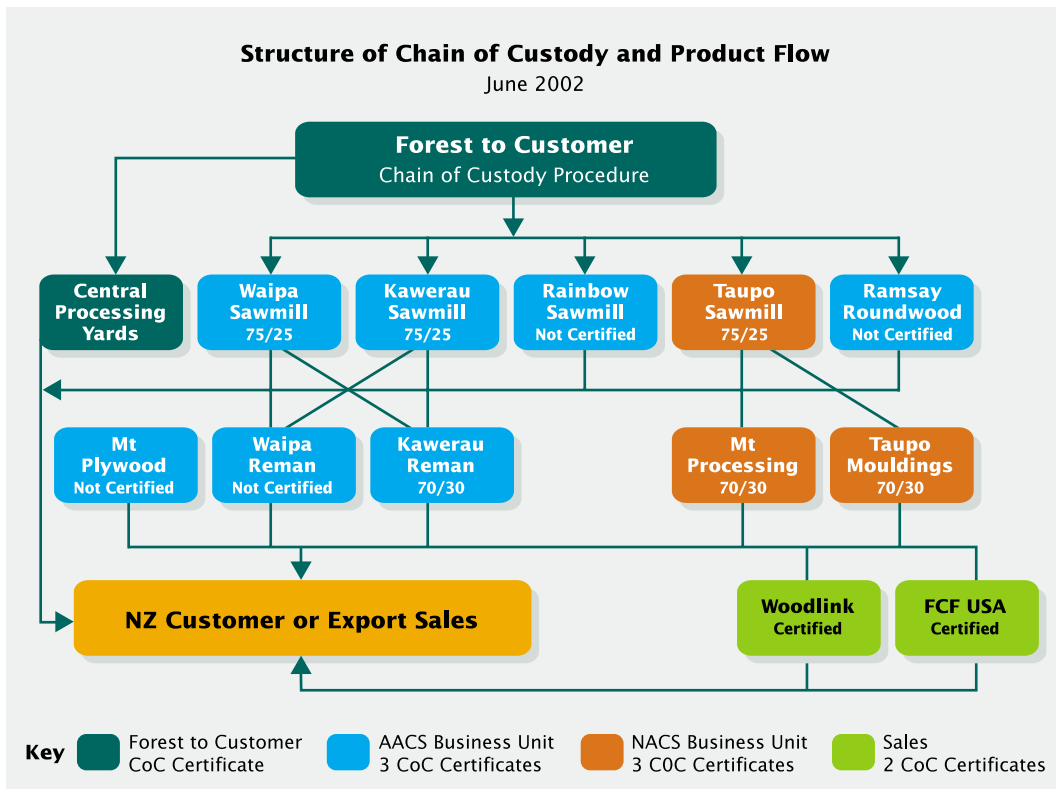 Structure of Chain of Custody and Product Flow
June 2002
Forest to Customer
Chain of Custody Procedure
Central
Processing
Yards
Waipa
Sawmill
75/25
Kawerau
Sawmill
75/25
Rainbow
Sawmill
Not Certified
Taupo
Sawmill
75/25
Ramsay
Roundwood
Not Certified
Mt
Plywood
Not Certified
Waipa
Reman
Not Certified
Kawerau
Reman
70/30
Mt
Processing
70/30
Taupo
Mouldings
70/30
NZ Customer or Export Sales
Woodlink
Certified
FCF USA
Certified
Key
Forest to Customer
CoC Certificate
AACS Business Unit
3 CoC Certificates
NACS Business Unit
3 C0C Certificates
Sales
2 CoC Certificates